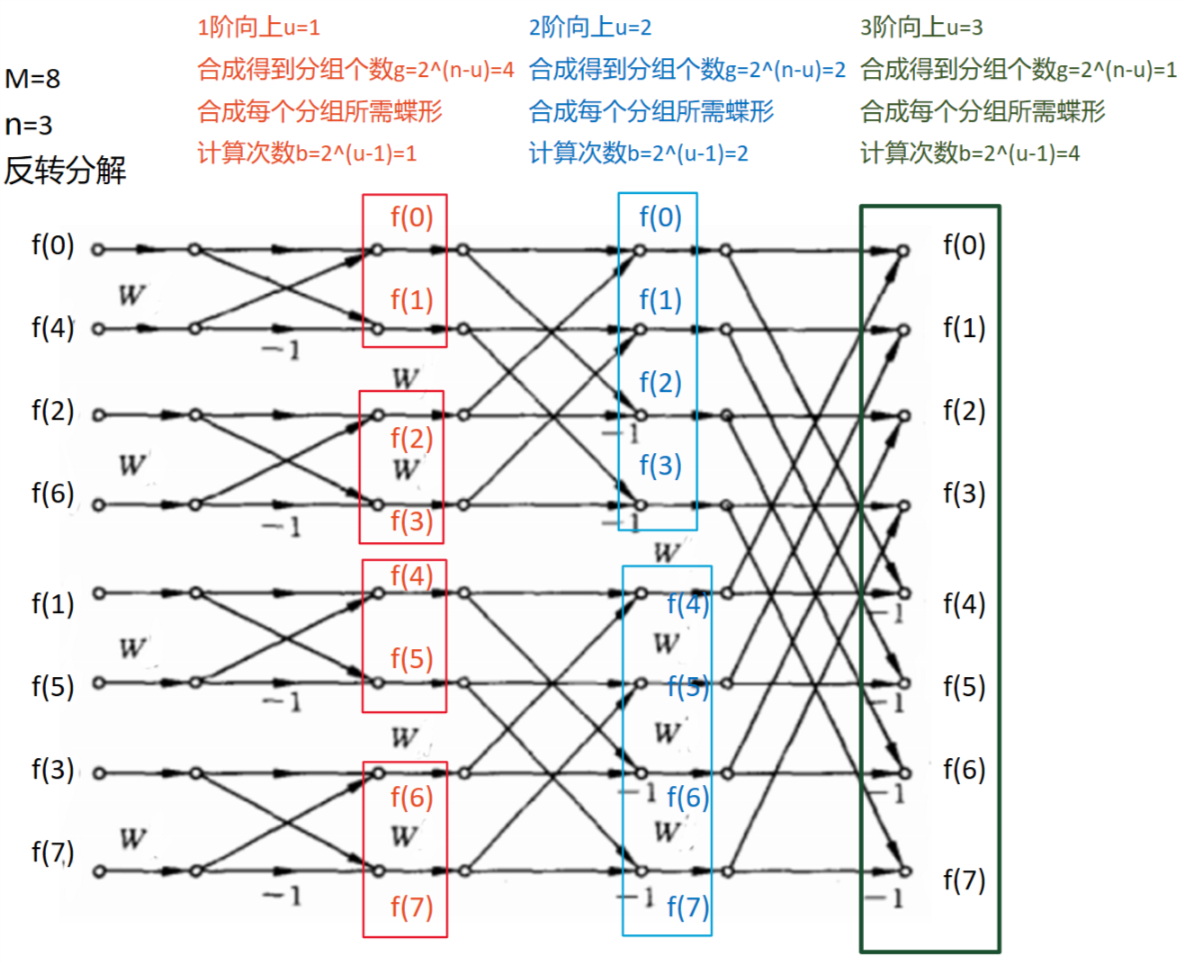 1阶向上u=1
合成得到分组个数g=2^(n-u)=4
合成每个分组所需蝶形
计算次数b=2^(u-1)=1
2阶向上u=2
合成得到分组个数g=2^(n-u)=2
合成每个分组所需蝶形
计算次数b=2^(u-1)=2
3阶向上u=3
合成得到分组个数g=2^(n-u)=1
合成每个分组所需蝶形
计算次数b=2^(u-1)=4
M=8
n=3
反转分解
f(0) f(0) f(0) f(0)
W
f(1) f(1)
f(4) f(1)
−1
W f(2)
f(2) f(2) f(2)
−1
W W f(3)
f(6) f(3) f(3)
−1 −1
W
f(4)
f(1) f(4) −1 f(4)
W W
f(5)
f(5) f(5) f(5)
−1 −1
W W
f(3) f(6) −1 f(6) −1 f(6)
W W W
f(7)
−1 f(7) −1 f(7) −1 f(7)